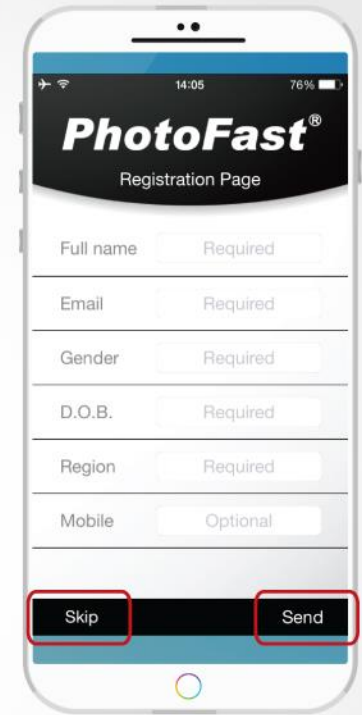 14:05 76%
PhotoFast®
Registration Page
Full name Required
Email Required
Gender Required
D.O.B. Required
Region Required
Mobile Optional
Skip Send